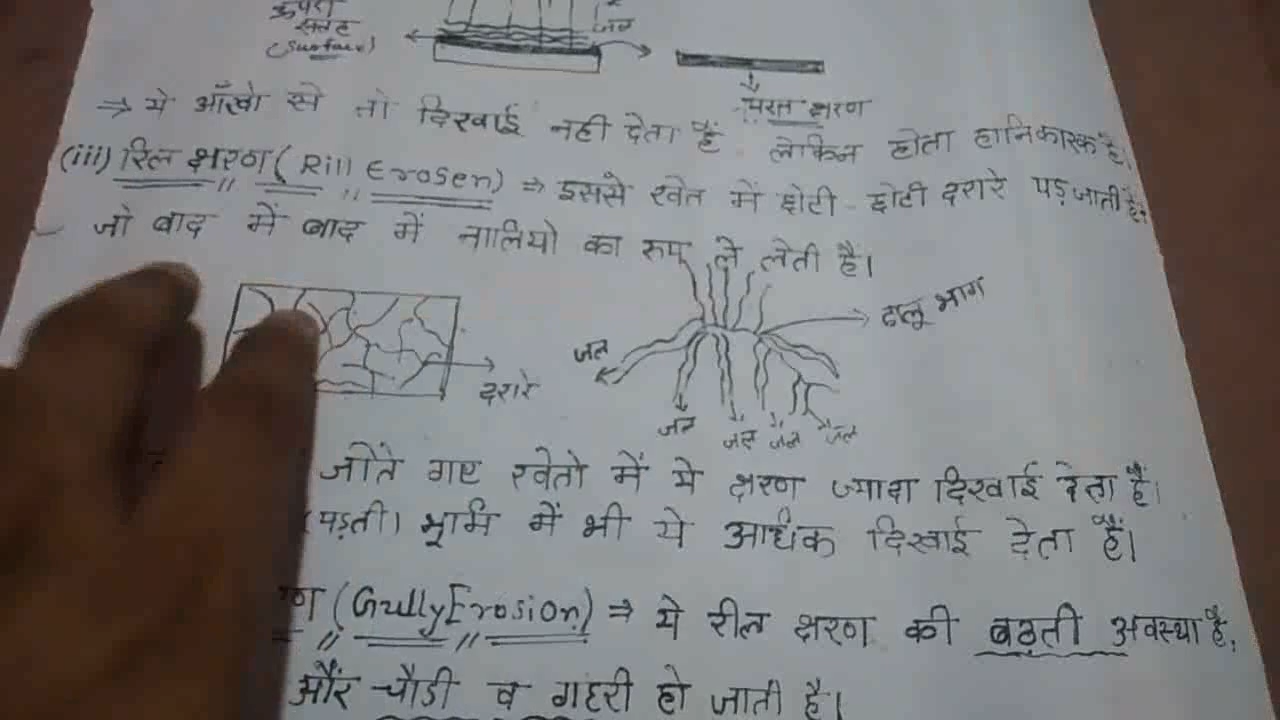 ऊपरी
सतह
(Surface)
जल
परत क्षरण
⇒ ये आँखो से तो दिखाई नही देता हैं लेकिन होता हानिकारक है।
(iii) रिल क्षरण (Rill Erosen) ⇒ इससे खेत में छोटी-छोटी दरारे पड़ जाती है।
जो बाद में बाद में नालियो का रूप ले लेती है।
ढालू भाग
जल
दरारे
जल जल जल जल
जोते गए खेतो में ये क्षरण ज्यादा दिखाई देता हैं।
(पड़ती) भूमि में भी ये अधिक दिखाई देता हैं।
(Gully Erosion) ⇒ ये रील क्षरण की बढ़ती अवस्था है,
और चौडी व गहरी हो जाती है।